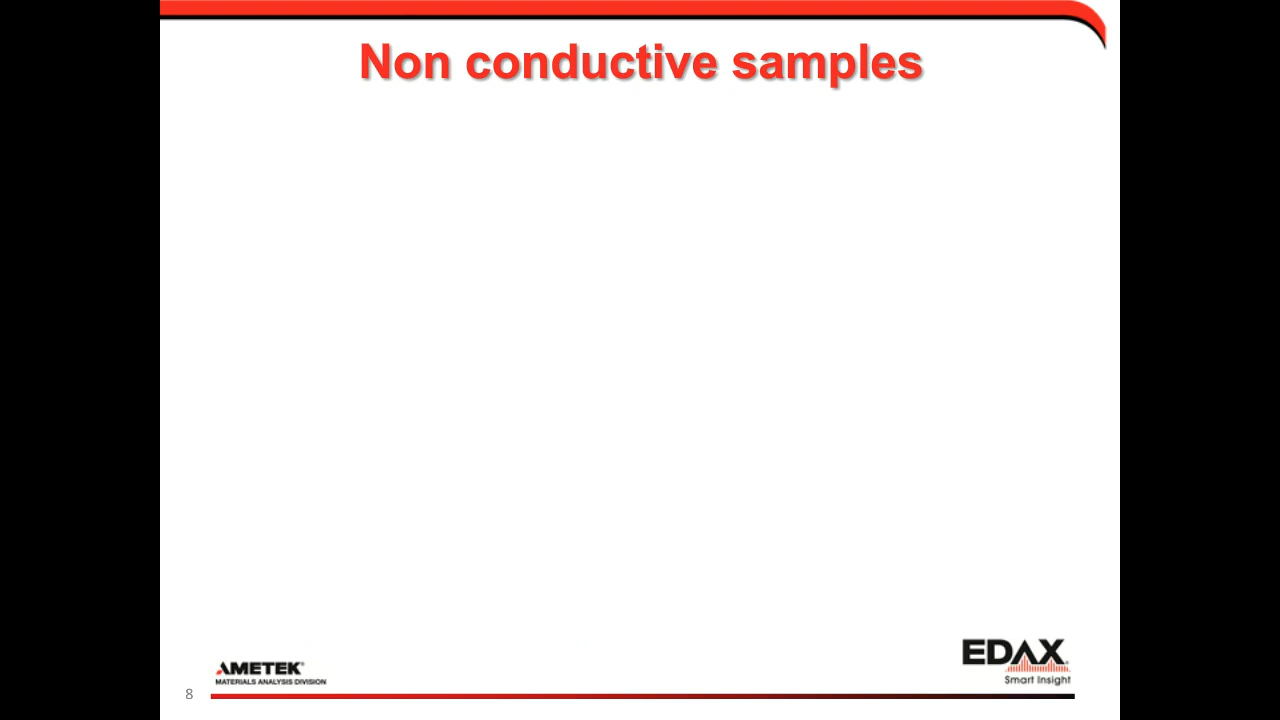 Non conductive samples
AMETEK®
MATERIALS ANALYSIS DIVISION
EDAX
Smart Insight
8